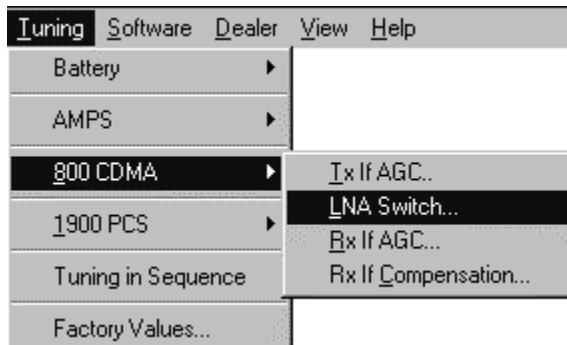 Tuning Software Dealer View Help
Battery
AMPS
800 CDMA
1900 PCS
Tuning in Sequence
Factory Values...
Tx If AGC..
LNA Switch...
Rx If AGC...
Rx If Compensation...